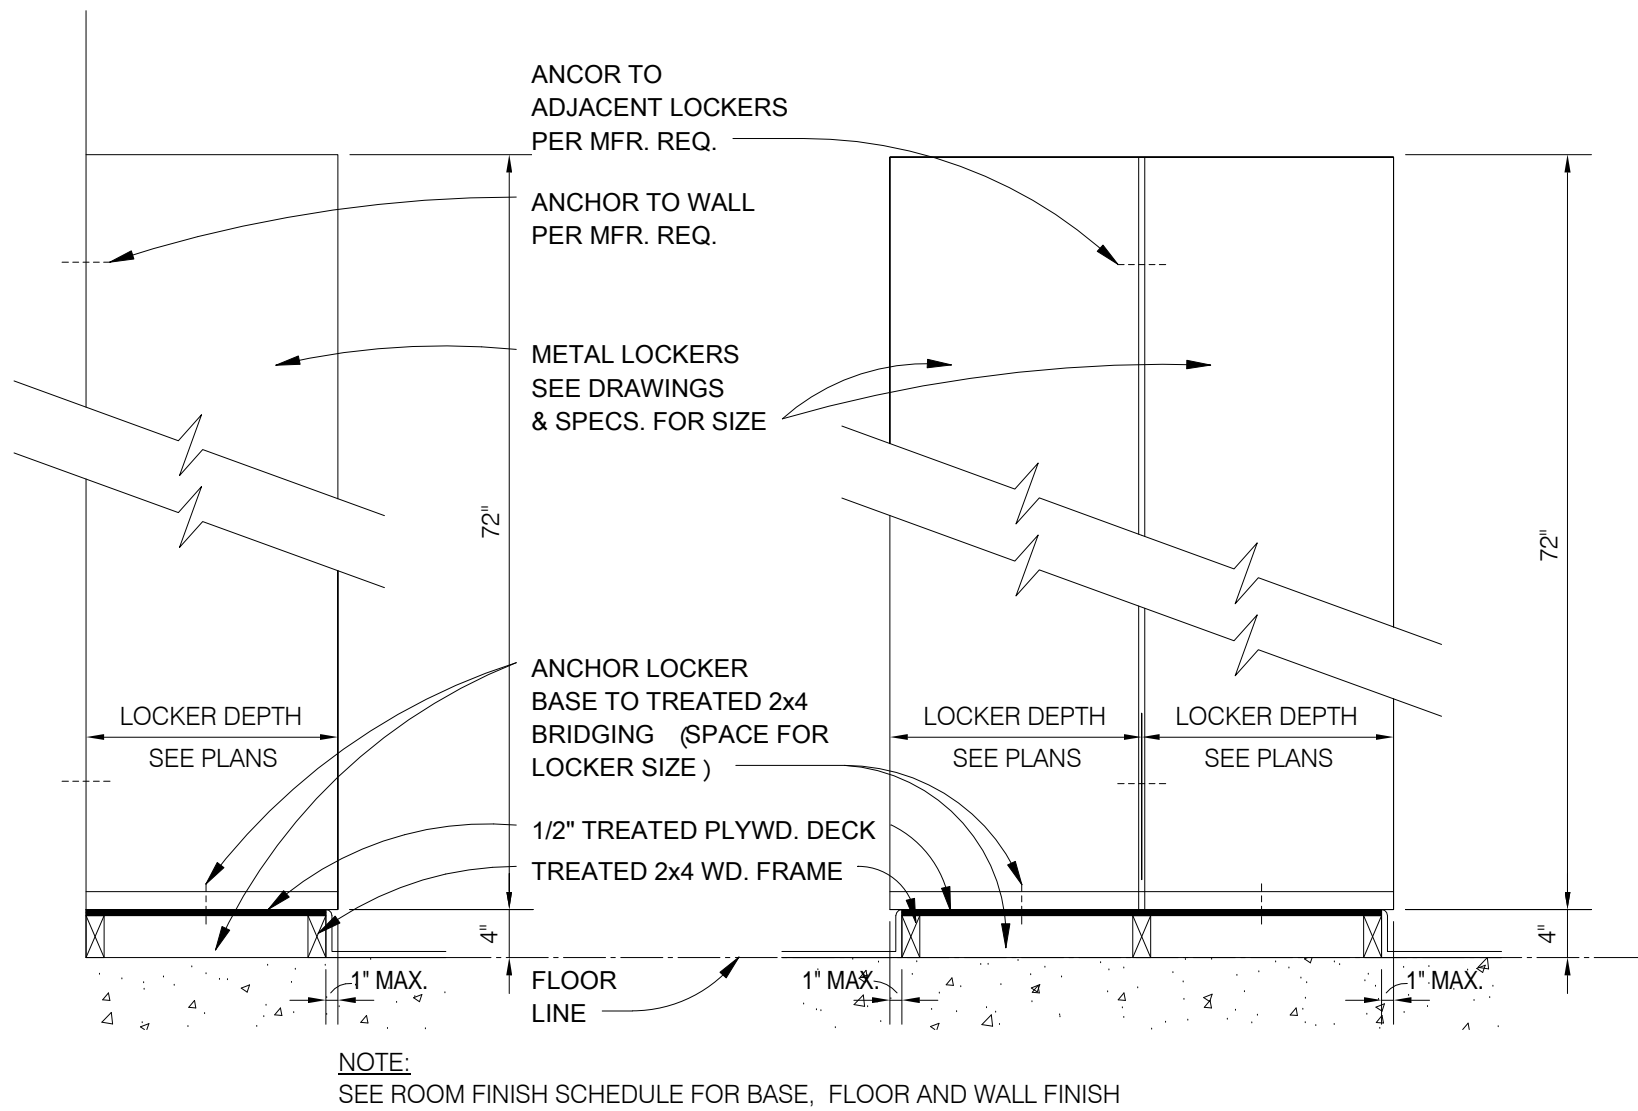 ANCOR TO
ADJACENT LOCKERS
PER MFR. REQ.
ANCHOR TO WALL
PER MFR. REQ.
METAL LOCKERS
SEE DRAWINGS
& SPECS. FOR SIZE
72"
72"
ANCHOR LOCKER
BASE TO TREATED 2x4
BRIDGING (SPACE FOR
LOCKER SIZE )
LOCKER DEPTH
SEE PLANS
LOCKER DEPTH
SEE PLANS
LOCKER DEPTH
SEE PLANS
1/2" TREATED PLYWD. DECK
TREATED 2x4 WD. FRAME
4"
4"
1" MAX.
FLOOR
LINE
1" MAX.
1" MAX.
NOTE:
SEE ROOM FINISH SCHEDULE FOR BASE, FLOOR AND WALL FINISH